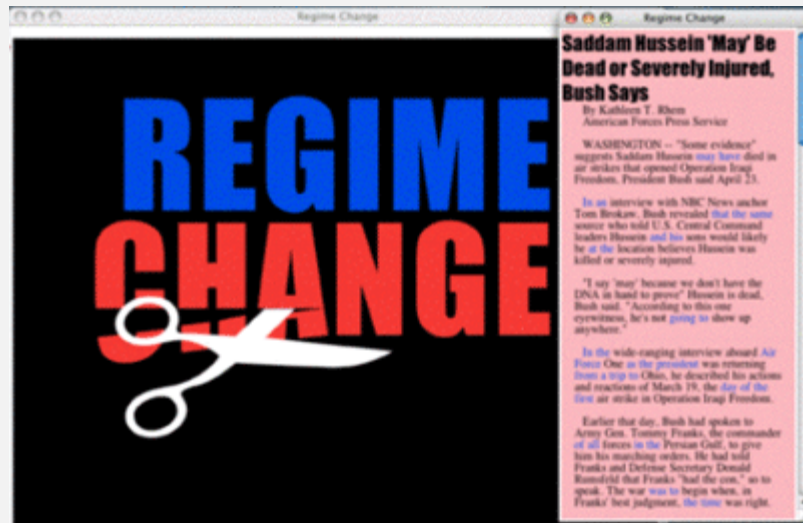 Regime Change
REGIME
CHANGE
Regime Change
Saddam Hussein 'May' Be
Dead or Severely Injured,
Bush Says
By Kathleen T. Rhem
American Forces Press Service
WASHINGTON -- "Some evidence"
suggests Saddam Hussein may have died in
air strikes that opened Operation Iraqi
Freedom, President Bush said April 23.
In an interview with NBC News anchor
Tom Brokaw, Bush revealed that the same
source who told U.S. Central Command
leaders Hussein and his sons would likely
be at the location believes Hussein was
killed or severely injured.
"I say 'may' because we don't have the
DNA in hand to prove" Hussein is dead,
Bush said. "According to this one
eyewitness, he's not going to show up
anywhere."
In the wide-ranging interview aboard Air
Force One as the president was returning
from a trip to Ohio, he described his actions
and reactions of March 19, the day of the
first air strike in Operation Iraqi Freedom.
Earlier that day, Bush had spoken to
Army Gen. Tommy Franks, the commander
of all forces in the Persian Gulf, to give
him his marching orders. He had told
Franks and Defense Secretary Donald
Rumsfeld that Franks "had the con," so to
speak. The war was to begin when, in
Franks' best judgment, the time was right.